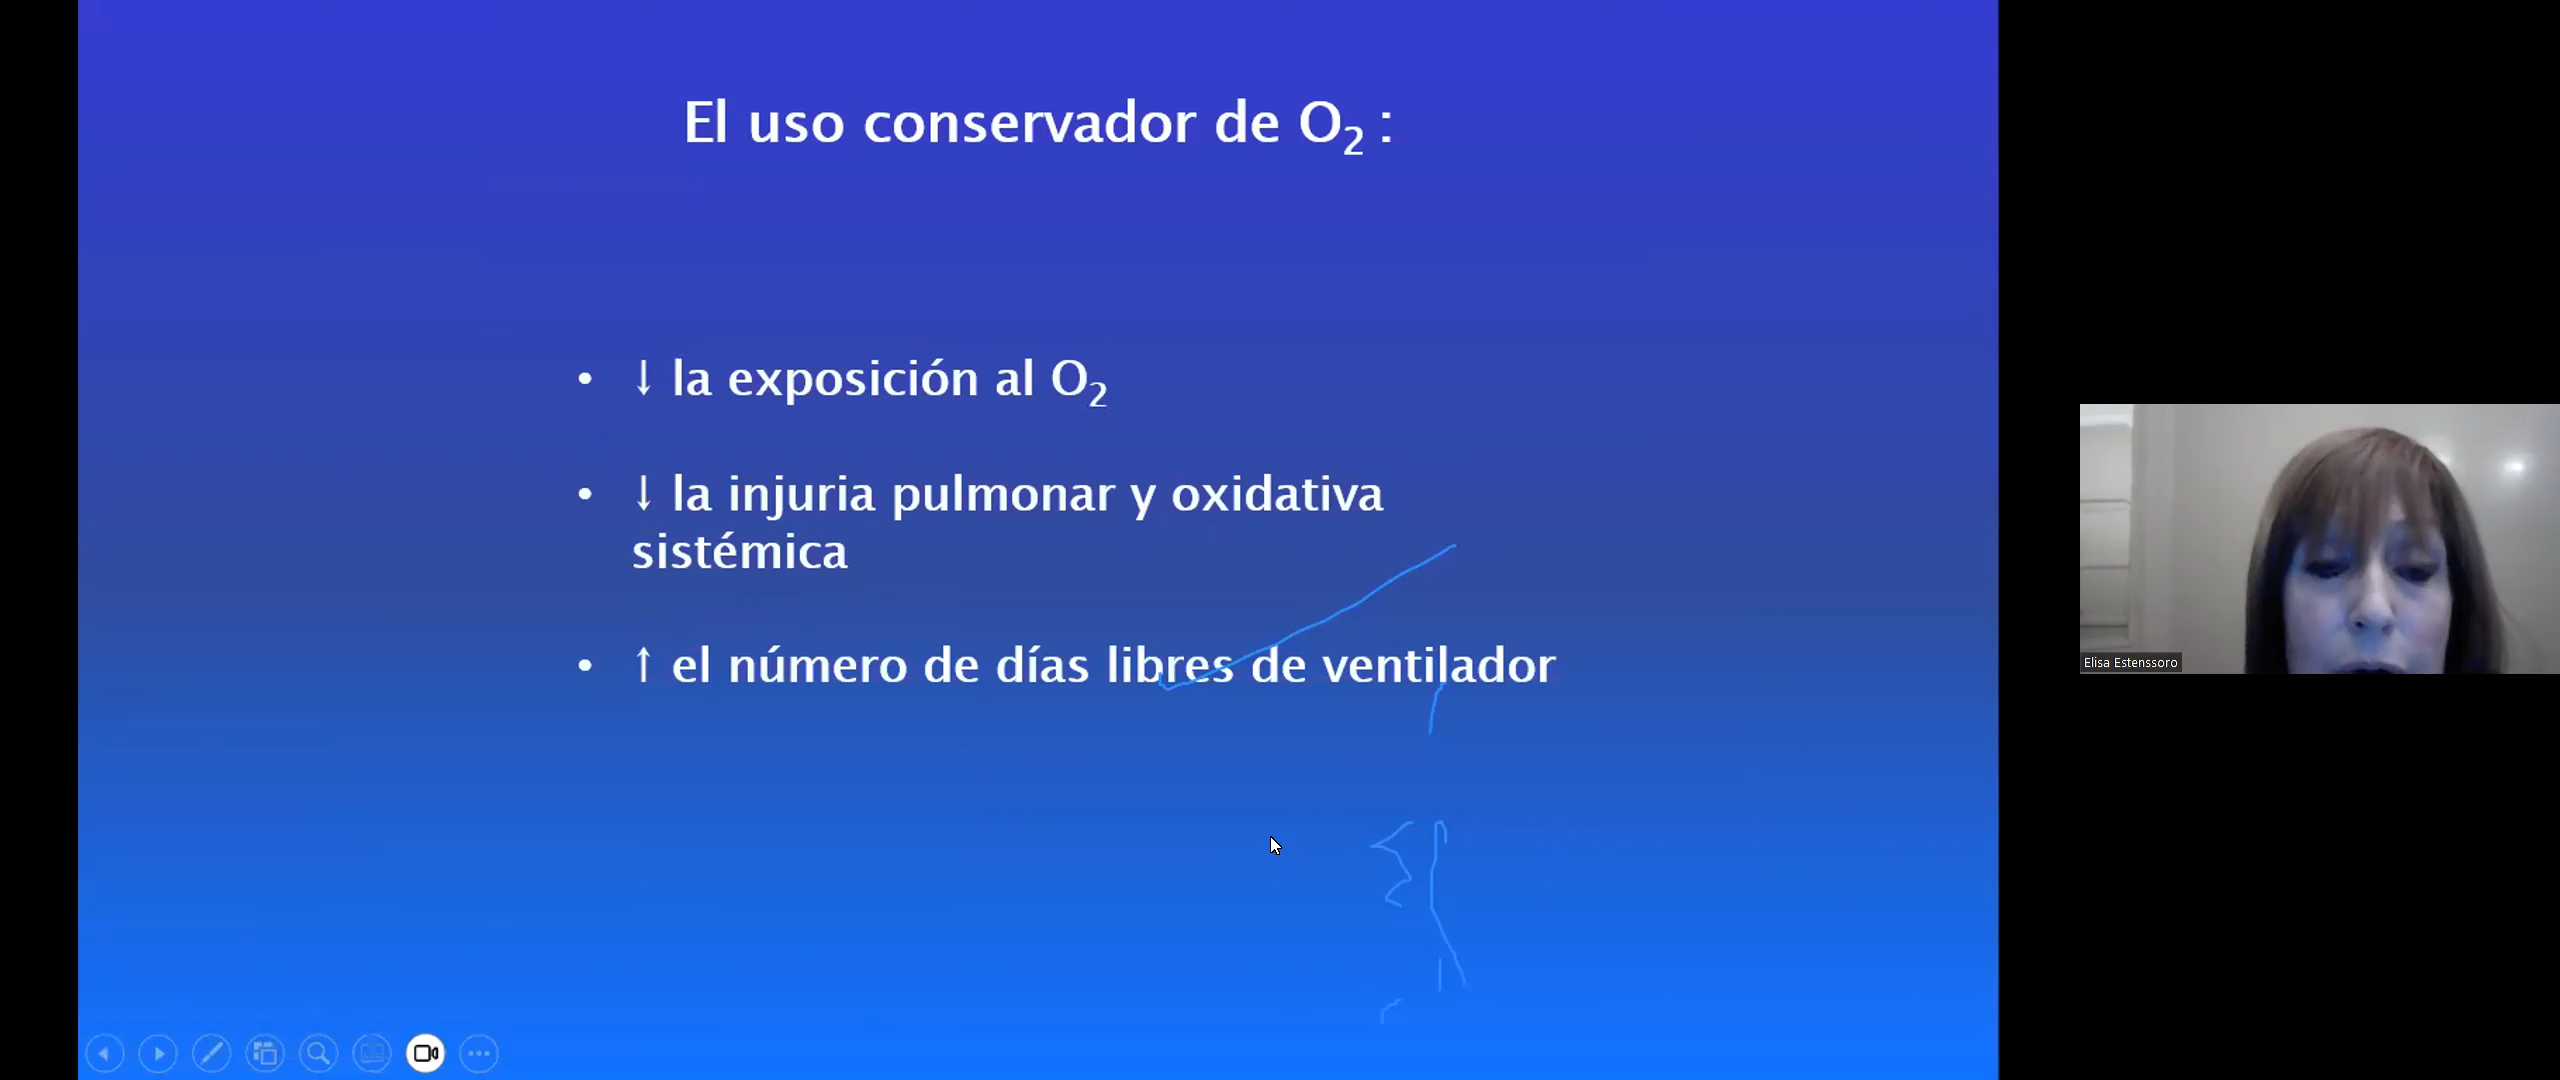 El uso conservador de O₂ :
• ↓ la exposición al O₂
• ↓ la injuria pulmonar y oxidativa
sistémica
• ↑ el número de días libres de ventilador
Elisa Estenssoro